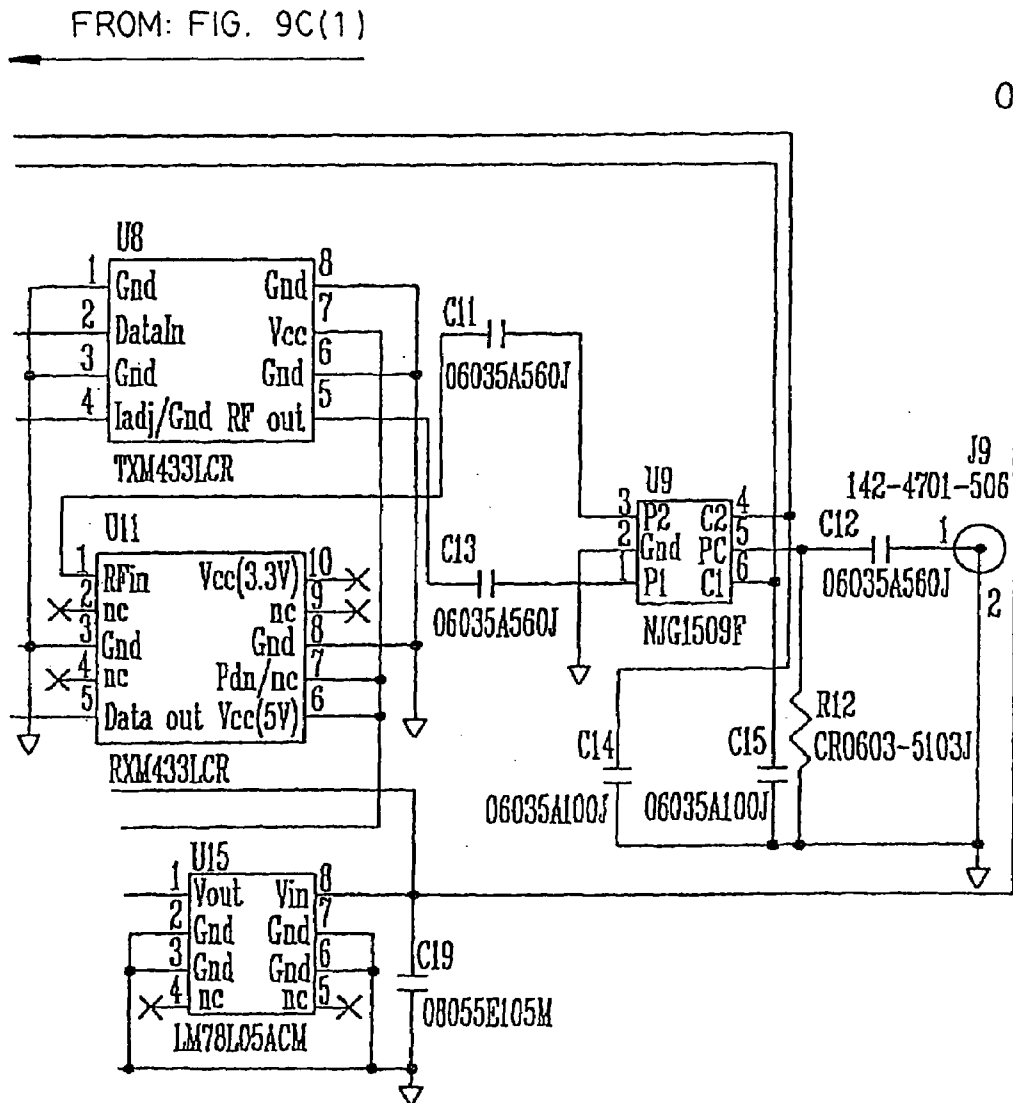 FROM: FIG. 9C(1)
O
U8
1 Gnd Gnd 8
2 DataIn Vcc 7
3 Gnd Gnd 6
4 Iadj/Gnd RF out 5
TXM433LCR
C11
06035A560J
U11
1 RFin Vcc(3.3V) 10
2 nc nc 9
3 Gnd Gnd 8
4 nc Pdn/nc 7
5 Data out Vcc(5V) 6
RXM433LCR
C13
06035A560J
U9
3 P2 C2 4
2 Gnd PC 5
1 P1 C1 6
NJG1509F
J9
142-4701-506
C12
06035A560J
1
2
C14
06035A100J
C15
06035A100J
R12
CR0603-5103J
U15
1 Vout Vin 8
2 Gnd Gnd 7
3 Gnd Gnd 6
4 nc nc 5
LM78L05ACM
C19
08055E105M